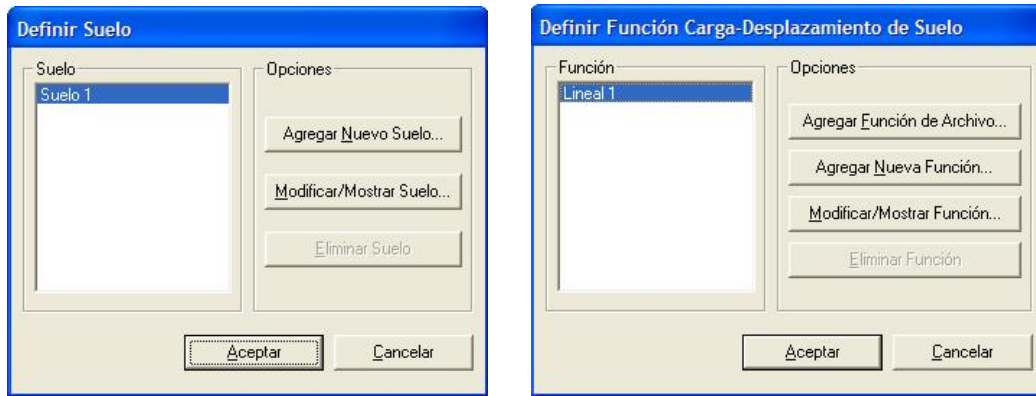 Definir Suelo
Suelo
Suelo 1
Opciones
Agregar Nuevo Suelo...
Modificar/Mostrar Suelo...
Eliminar Suelo
Aceptar
Cancelar
Definir Función Carga-Desplazamiento de Suelo
Función
Lineal 1
Opciones
Agregar Función de Archivo...
Agregar Nueva Función...
Modificar/Mostrar Función...
Eliminar Función
Aceptar
Cancelar